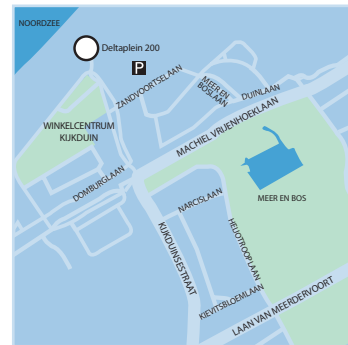 NOORDZEE
Deltaplein 200
P
ZANDVOORTSELAAN
MEER EN
BOSLAAN
DUINLAAN
WINKELCENTRUM
KIJKDUIN
MACHIEL VRIJENHOEKLAAN
DOMBURGLAAN
NARCISLAAN
MEER EN BOS
KIJKDUINSESTRAAT
HELIOTROOPLAAN
KIEVITSBLOEMLAAN
LAAN VAN MEERDERVOORT